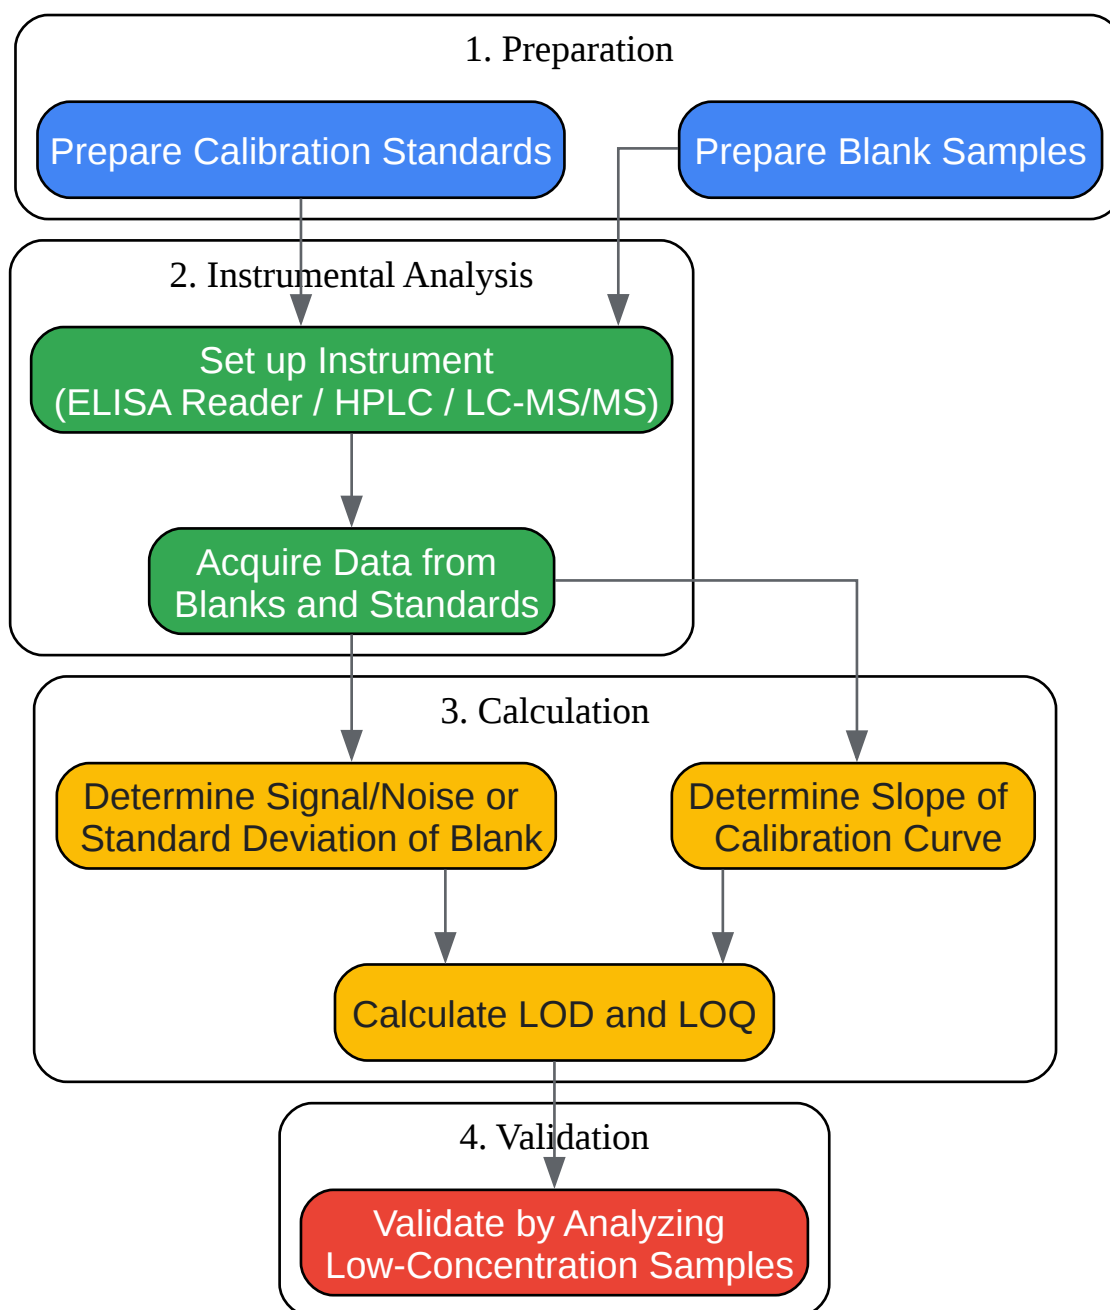 1. Preparation
Prepare Calibration Standards
Prepare Blank Samples
2. Instrumental Analysis
Set up Instrument
(ELISA Reader / HPLC / LC-MS/MS)
Acquire Data from
Blanks and Standards
3. Calculation
Determine Signal/Noise or
Standard Deviation of Blank
Determine Slope of
Calibration Curve
Calculate LOD and LOQ
4. Validation
Validate by Analyzing
Low-Concentration Samples